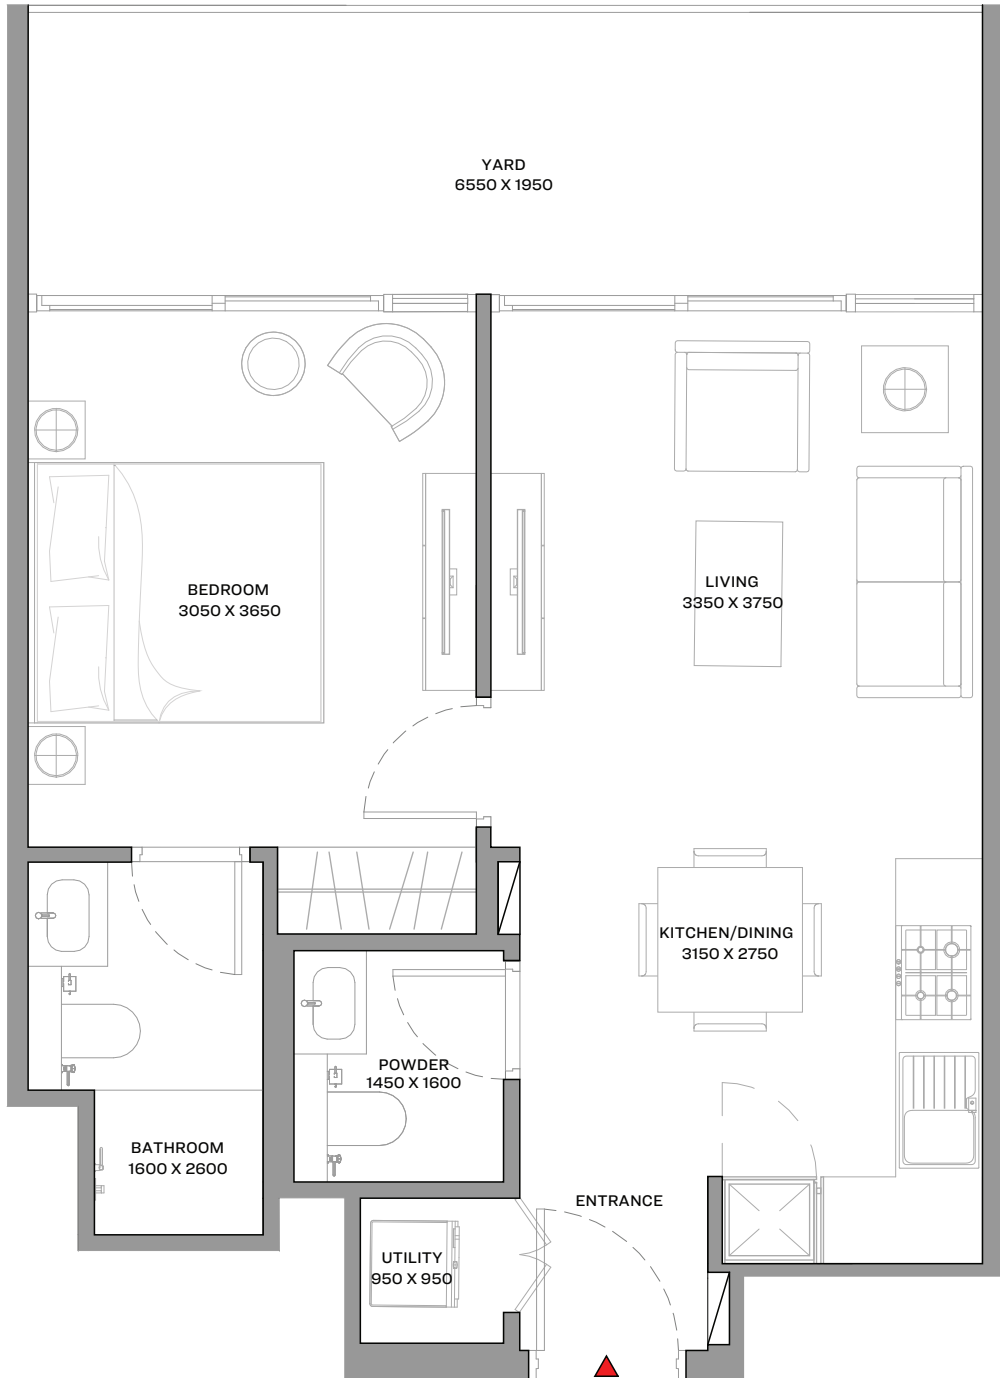 YARD
6550 X 1950
BEDROOM
3050 X 3650
LIVING
3350 X 3750
KITCHEN/DINING
3150 X 2750
POWDER
1450 X 1600
BATHROOM
1600 X 2600
ENTRANCE
UTILITY
950 X 950